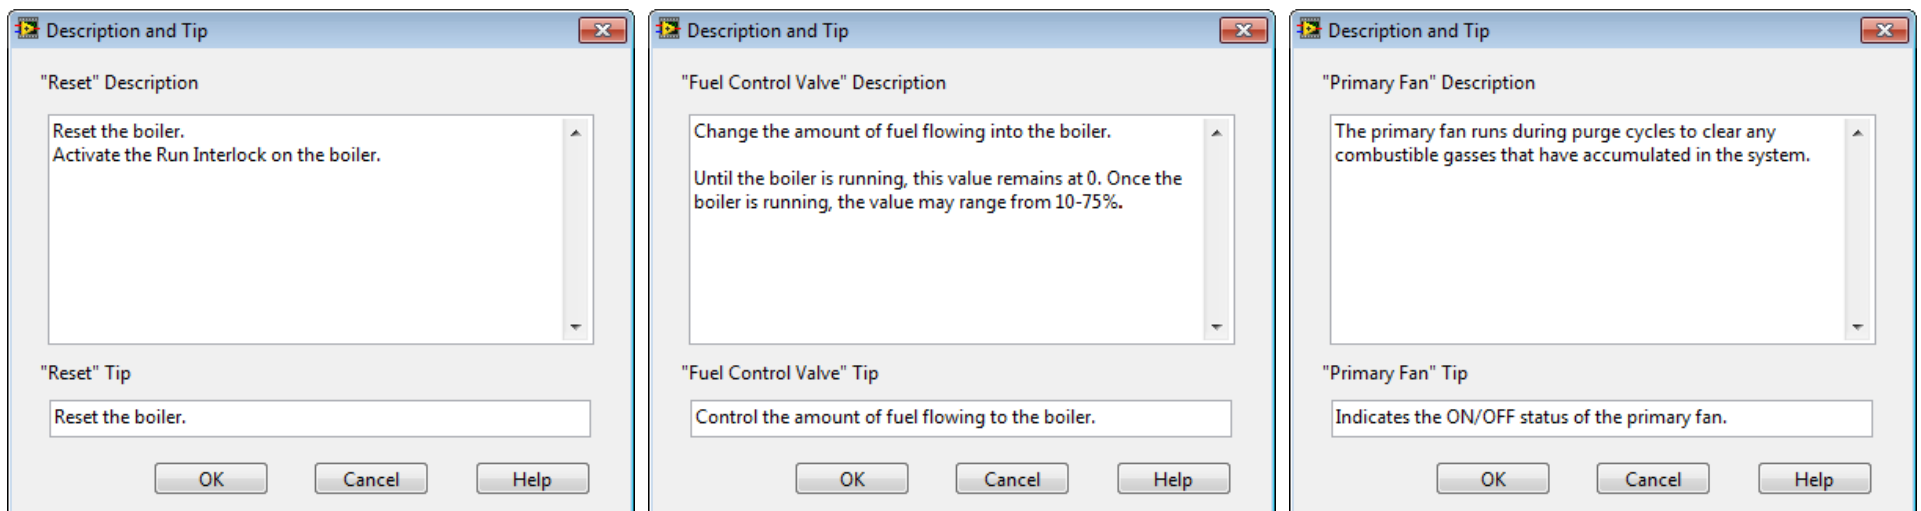 Description and Tip
"Reset" Description
Reset the boiler.
Activate the Run Interlock on the boiler.
"Reset" Tip
Reset the boiler.
OK
Cancel
Help
Description and Tip
"Fuel Control Valve" Description
Change the amount of fuel flowing into the boiler.
Until the boiler is running, this value remains at 0. Once the
boiler is running, the value may range from 10-75%.
"Fuel Control Valve" Tip
Control the amount of fuel flowing to the boiler.
OK
Cancel
Help
Description and Tip
"Primary Fan" Description
The primary fan runs during purge cycles to clear any
combustible gasses that have accumulated in the system.
"Primary Fan" Tip
Indicates the ON/OFF status of the primary fan.
OK
Cancel
Help